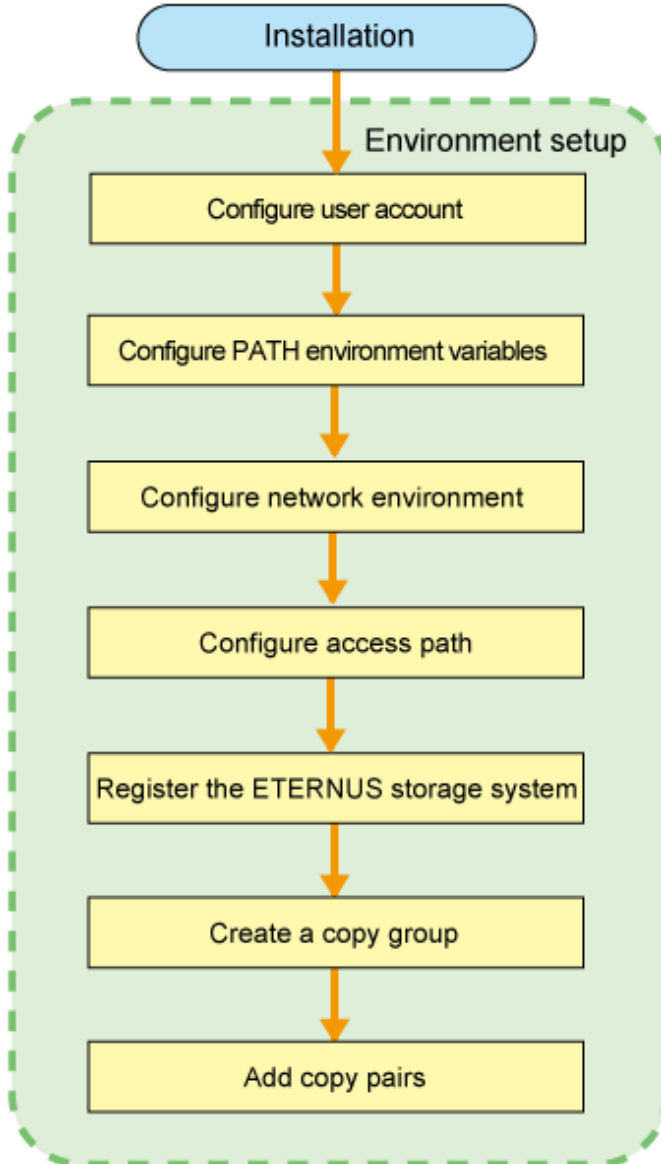 Installation
Environment setup
Configure user account
Configure PATH environment variables
Configure network environment
Configure access path
Register the ETERNUS storage system
Create a copy group
Add copy pairs